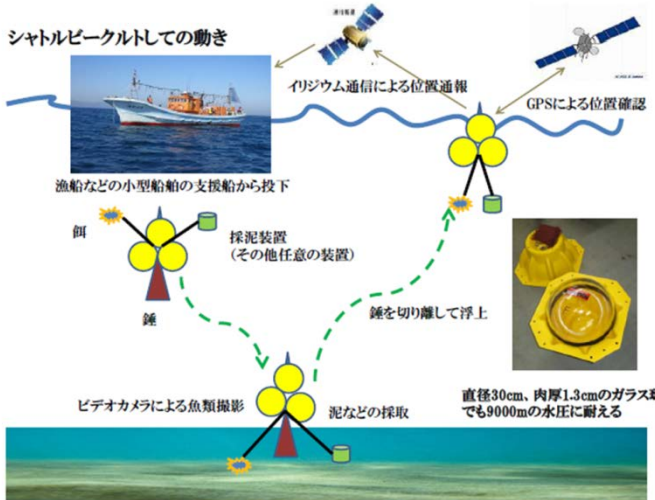 シャトルビークルトしての動き
通信衛星
イリジウム通信による位置通報
GPSによる位置確認
漁船などの小型船舶の支援船から投下
餌
採泥装置
(その他任意の装置)
錘
錘を切り離して浮上
ビデオカメラによる魚類撮影
泥などの採取
直径30cm、肉厚1.3cmのガラス球
でも9000mの水圧に耐える